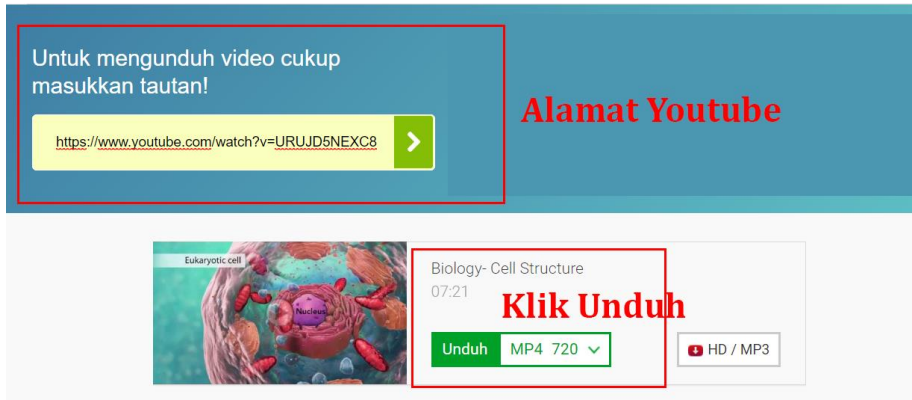 Untuk mengunduh video cukup
masukkan tautan!
Alamat Youtube
https://www.youtube.com/watch?v=URUJD5NEXC8
Eukaryotic cell
Nucleus
Biology- Cell Structure
07:21
Klik Unduh
Unduh MP4 720
HD / MP3